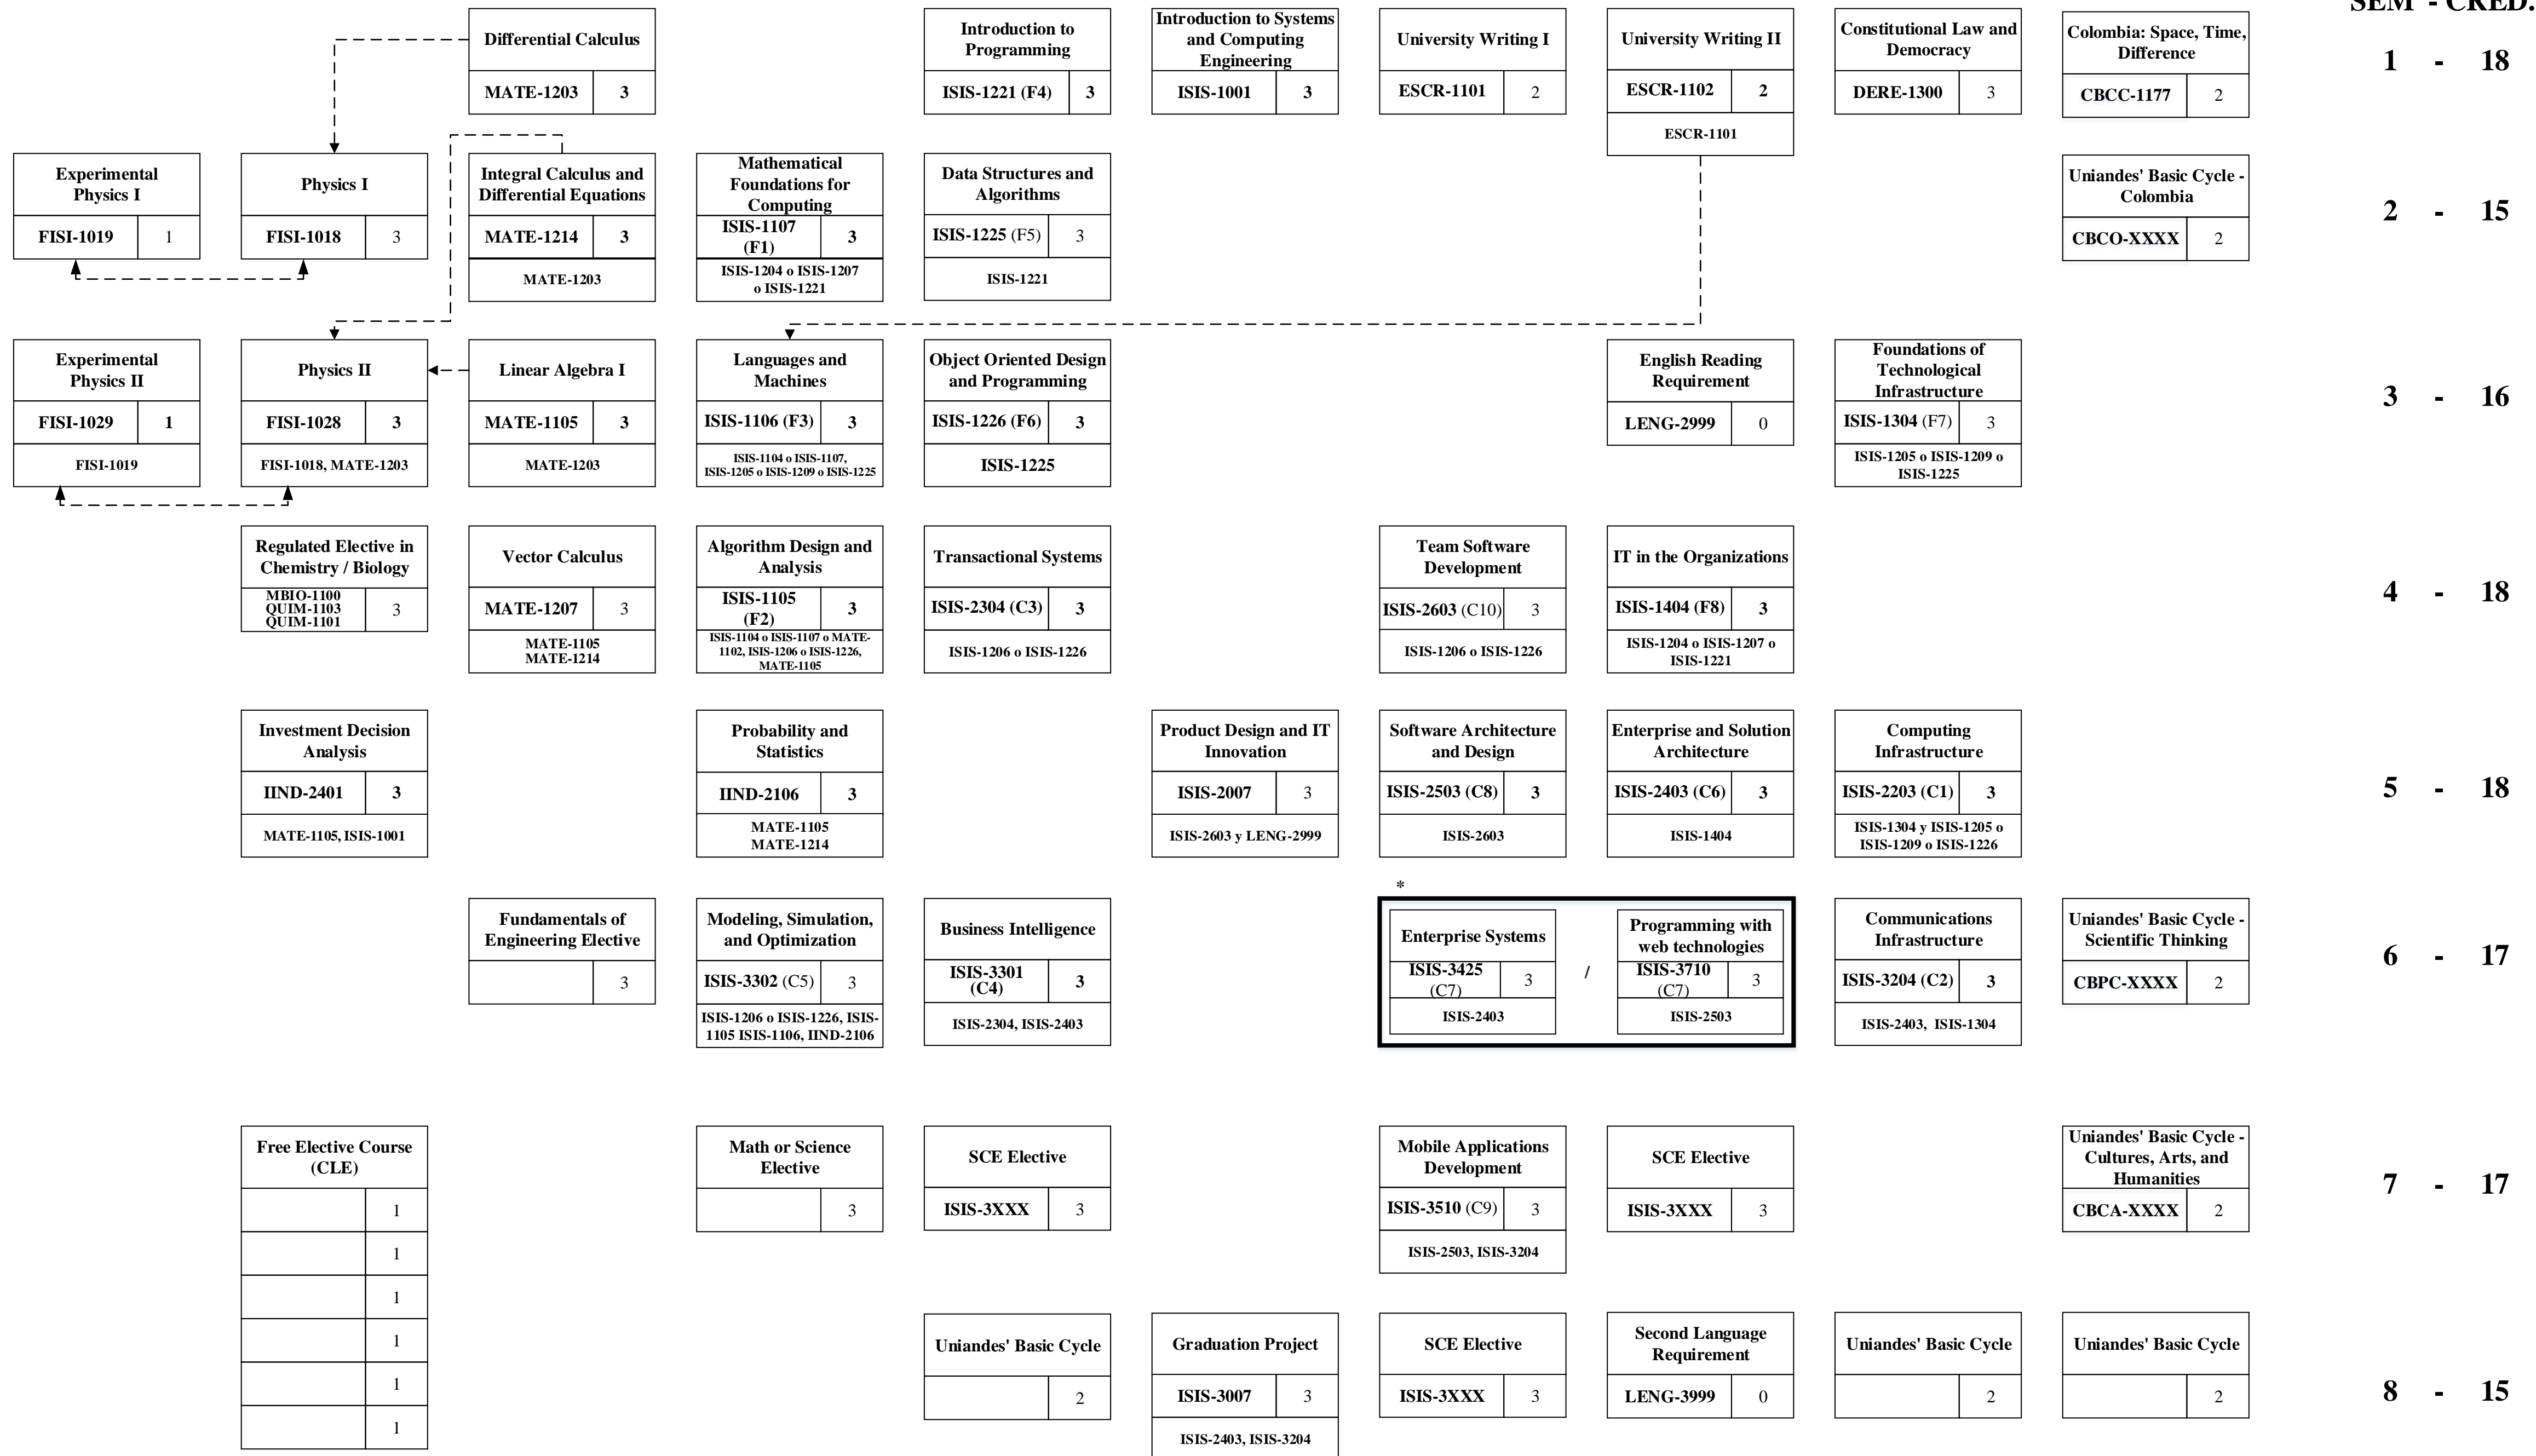 SEM - CRED.
Differential Calculus
MATE-1203 3
Introduction to
Programming
ISIS-1221 (F4) 3
Introduction to Systems
and Computing
Engineering
ISIS-1001 3
University Writing I
ESCR-1101 2
University Writing II
ESCR-1102 2
ESCR-1101
Constitutional Law and
Democracy
DERE-1300 3
Colombia: Space, Time,
Difference
CBCC-1177 2
1 - 18
Experimental
Physics I
FISI-1019 1
Physics I
FISI-1018 3
Integral Calculus and
Differential Equations
MATE-1214 3
MATE-1203
Mathematical
Foundations for
Computing
ISIS-1107
(F1)
3
ISIS-1204 o ISIS-1207
o ISIS-1221
Data Structures and
Algorithms
ISIS-1225 (F5) 3
ISIS-1221
Uniandes' Basic Cycle -
Colombia
CBCO-XXXX 2
2 - 15
Experimental
Physics II
FISI-1029 1
FISI-1019
Physics II
FISI-1028 3
FISI-1018, MATE-1203
Linear Algebra I
MATE-1105 3
MATE-1203
Languages and
Machines
ISIS-1106 (F3) 3
ISIS-1104 o ISIS-1107,
ISIS-1205 o ISIS-1209 o ISIS-1225
Object Oriented Design
and Programming
ISIS-1226 (F6) 3
ISIS-1225
English Reading
Requirement
LENG-2999 0
Foundations of
Technological
Infrastructure
ISIS-1304 (F7) 3
ISIS-1205 o ISIS-1209 o
ISIS-1225
3 - 16
Regulated Elective in
Chemistry / Biology
MBIO-1100
QUIM-1103
QUIM-1101
3
Vector Calculus
MATE-1207 3
MATE-1105
MATE-1214
Algorithm Design and
Analysis
ISIS-1105
(F2)
3
ISIS-1104 o ISIS-1107 o MATE-
1102, ISIS-1206 o ISIS-1226,
MATE-1105
Transactional Systems
ISIS-2304 (C3) 3
ISIS-1206 o ISIS-1226
Team Software
Development
ISIS-2603 (C10) 3
ISIS-1206 o ISIS-1226
IT in the Organizations
ISIS-1404 (F8) 3
ISIS-1204 o ISIS-1207 o
ISIS-1221
4 - 18
Investment Decision
Analysis
IIND-2401 3
MATE-1105, ISIS-1001
Probability and
Statistics
IIND-2106 3
MATE-1105
MATE-1214
Product Design and IT
Innovation
ISIS-2007 3
ISIS-2603 y LENG-2999
Software Architecture
and Design
ISIS-2503 (C8) 3
ISIS-2603
Enterprise and Solution
Architecture
ISIS-2403 (C6) 3
ISIS-1404
Computing
Infrastructure
ISIS-2203 (C1) 3
ISIS-1304 y ISIS-1205 o
ISIS-1209 o ISIS-1226
5 - 18
Fundamentals of
Engineering Elective
3
Modeling, Simulation,
and Optimization
ISIS-3302 (C5) 3
ISIS-1206 o ISIS-1226, ISIS-
1105 ISIS-1106, IIND-2106
Business Intelligence
ISIS-3301
(C4)
3
ISIS-2304, ISIS-2403
*
Enterprise Systems
ISIS-3425
(C7)
3
ISIS-2403
/
Programming with
web technologies
ISIS-3710
(C7)
3
ISIS-2503
Communications
Infrastructure
ISIS-3204 (C2) 3
ISIS-2403, ISIS-1304
Uniandes' Basic Cycle -
Scientific Thinking
CBPC-XXXX 2
6 - 17
Free Elective Course
(CLE)
1
1
1
1
1
1
Math or Science
Elective
3
SCE Elective
ISIS-3XXX 3
Mobile Applications
Development
ISIS-3510 (C9) 3
ISIS-2503, ISIS-3204
SCE Elective
ISIS-3XXX 3
Uniandes' Basic Cycle -
Cultures, Arts, and
Humanities
CBCA-XXXX 2
7 - 17
Uniandes' Basic Cycle
2
Graduation Project
ISIS-3007 3
ISIS-2403, ISIS-3204
SCE Elective
ISIS-3XXX 3
Second Language
Requirement
LENG-3999 0
Uniandes' Basic Cycle
2
Uniandes' Basic Cycle
2
8 - 15